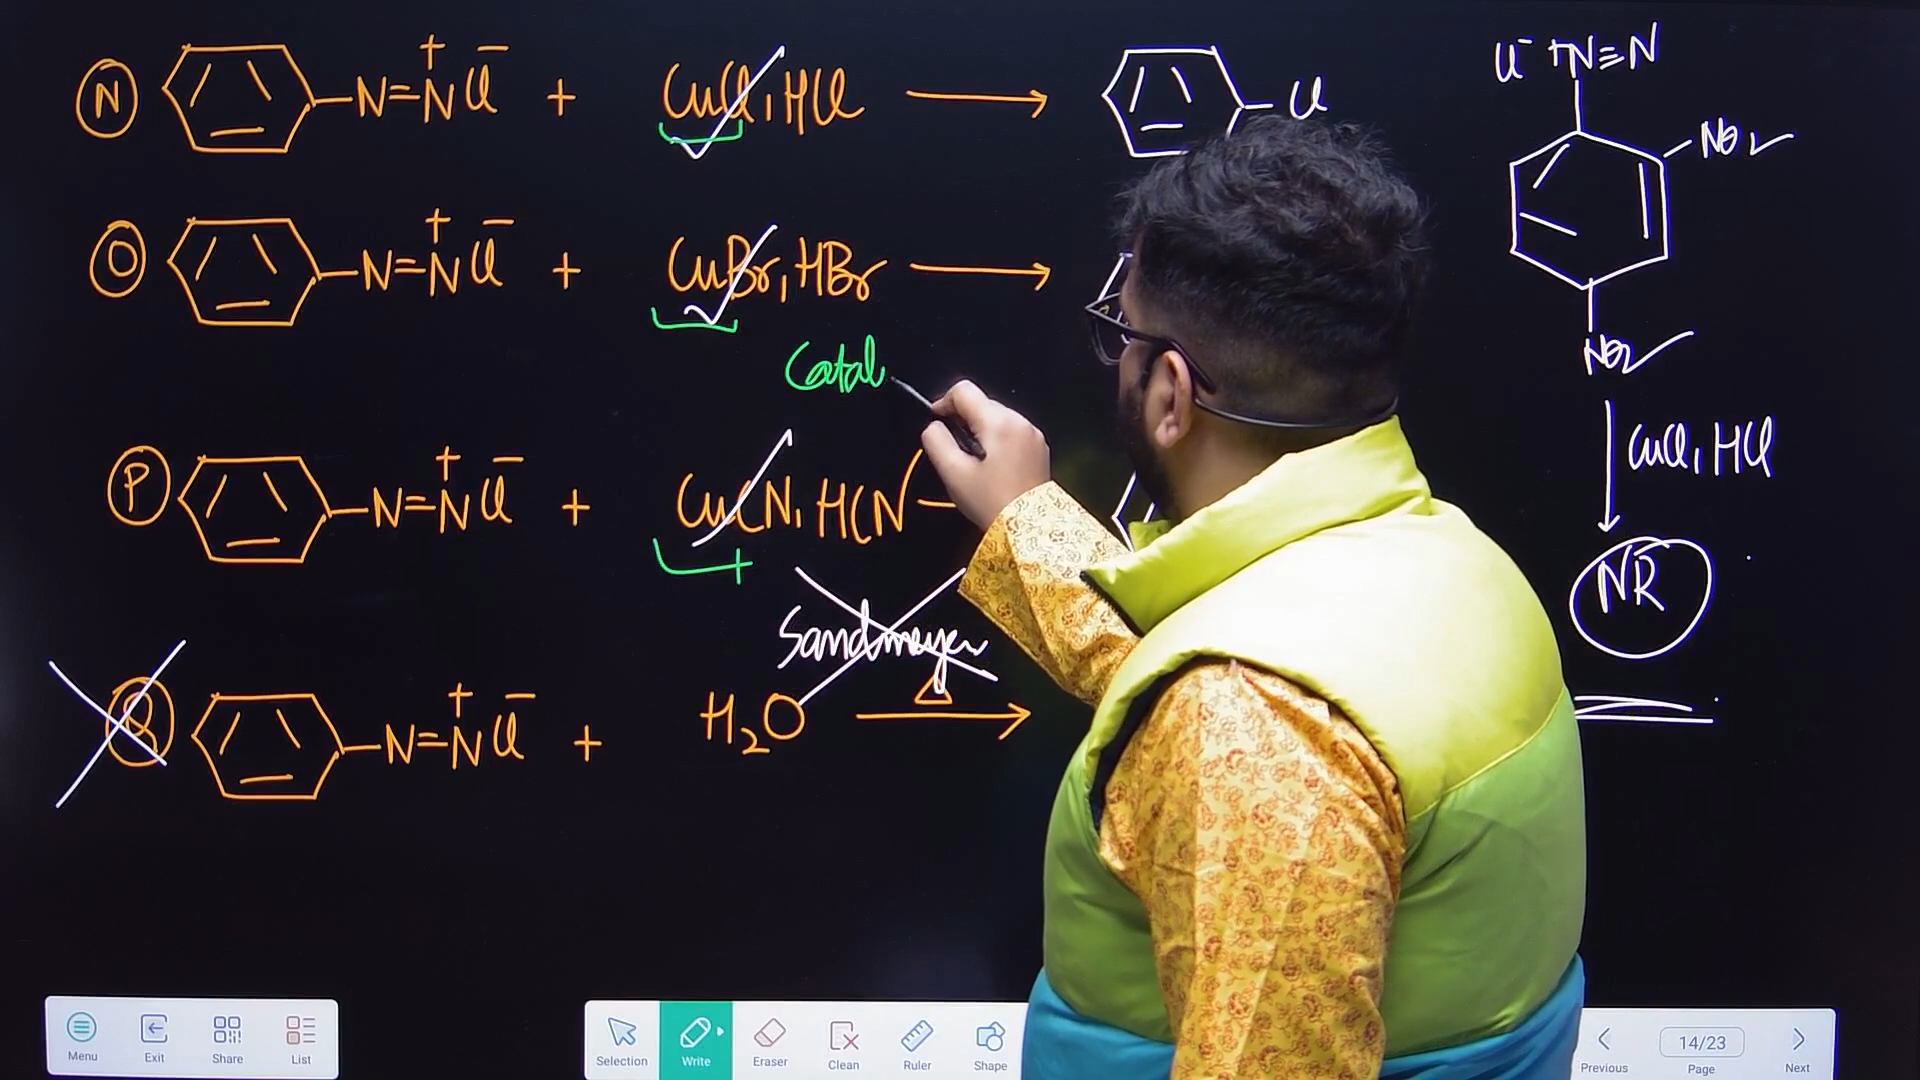 N N=N⁺Cl⁻ + CuCl, HCl → Cl
O N=N⁺Cl⁻ + CuBr, HBr →
Catal
P N=N⁺Cl⁻ + CuCN, HCN
Sandmeyer
Q N=N⁺Cl⁻ + H₂O Δ →
Cl⁻ ⁺N≡N
NO₂
NO₂
CuCl, HCl
NR
Menu Exit Share List
Selection Write Eraser Clean Ruler Shape
Previous 14/23 Page Next